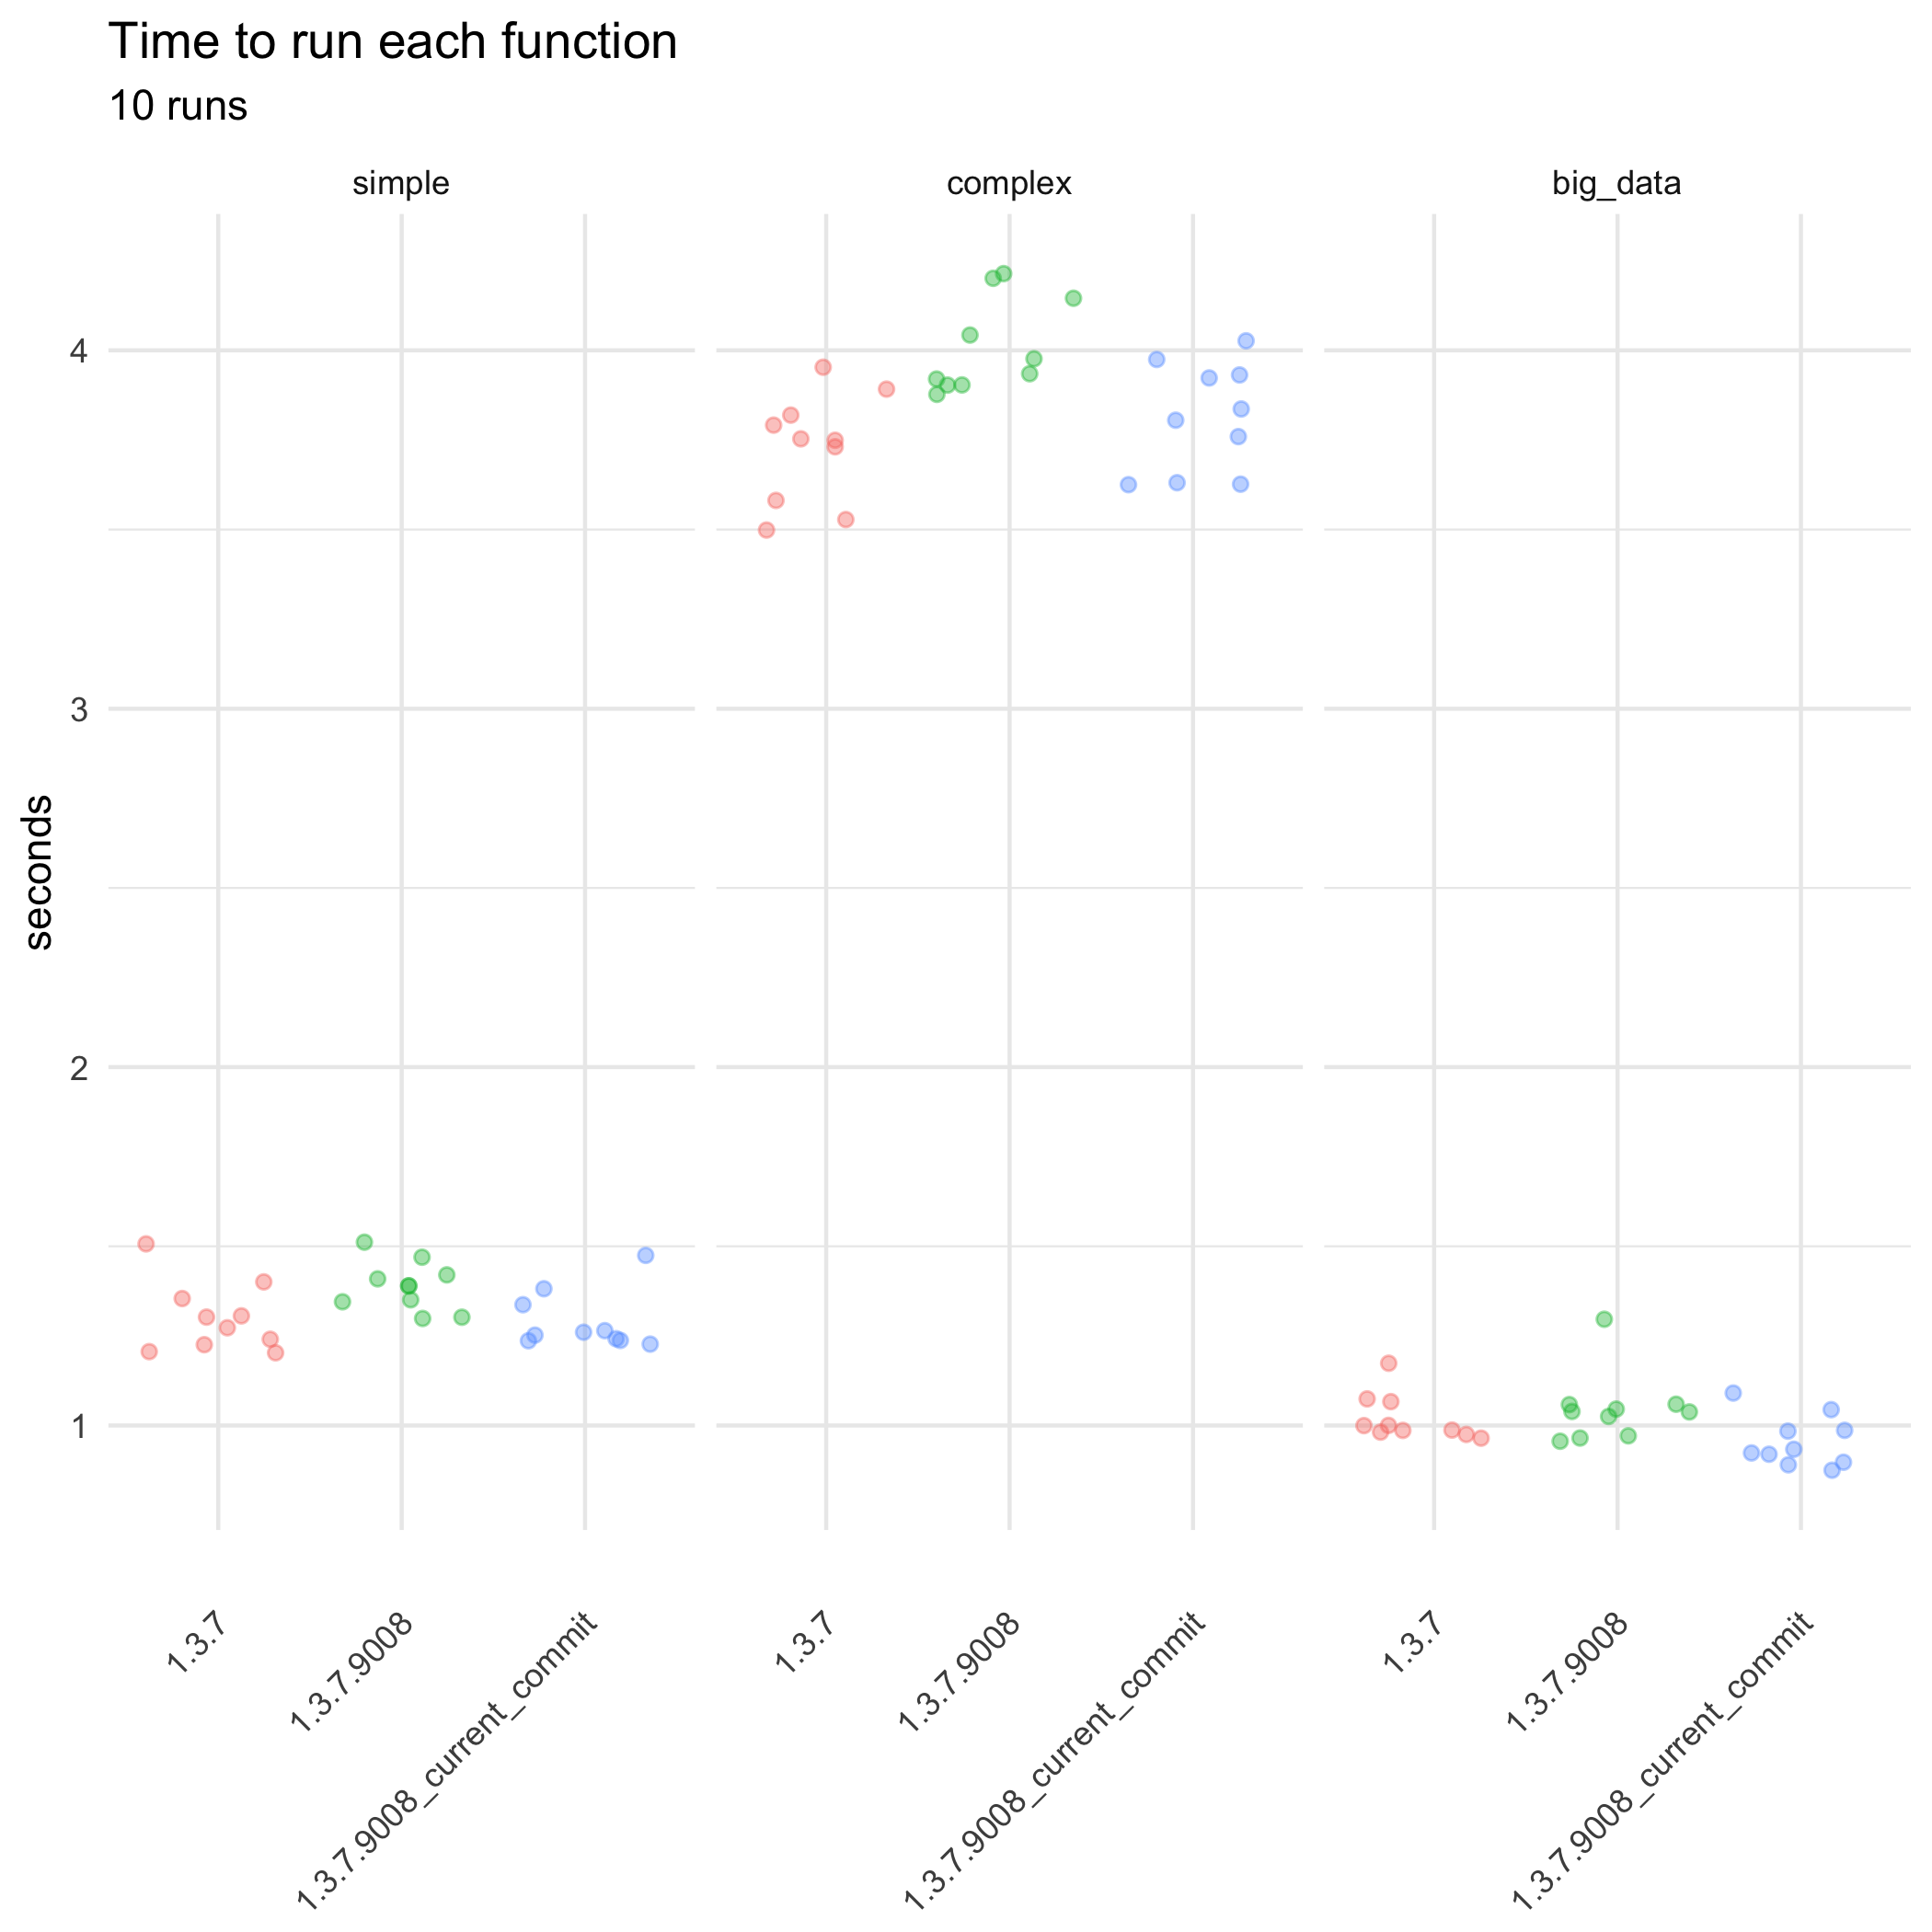 Time to run each function
10 runs
simple
complex
big_data
4
3
2
1
seconds
1.3.7
1.3.7.9008
1.3.7.9008_current_commit
1.3.7
1.3.7.9008
1.3.7.9008_current_commit
1.3.7
1.3.7.9008
1.3.7.9008_current_commit